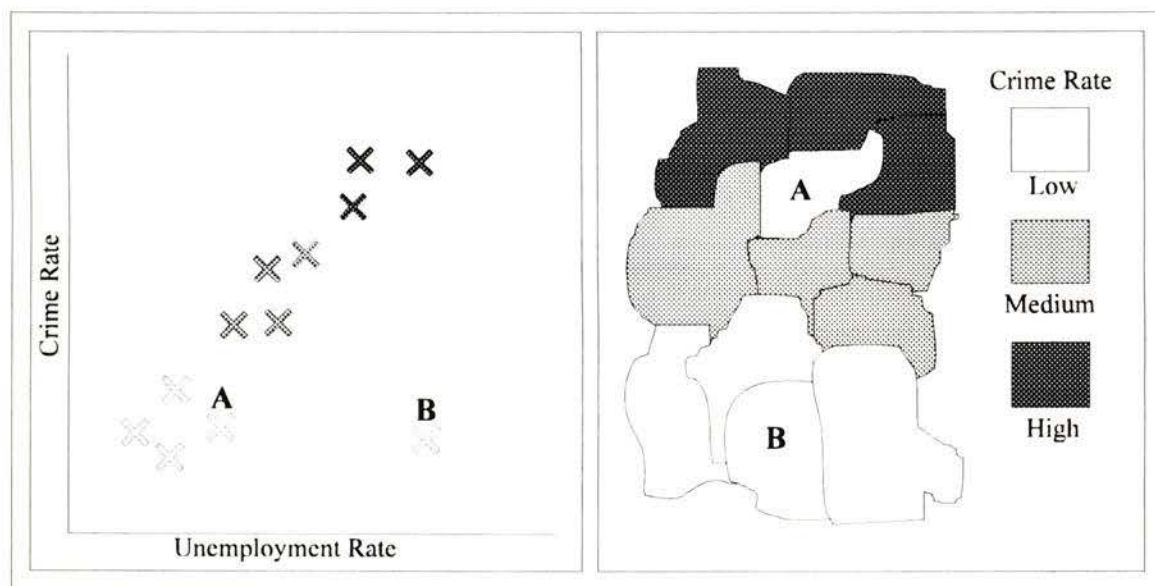 Crime Rate
A
B
Unemployment Rate
A
B
Crime Rate
Low
Medium
High